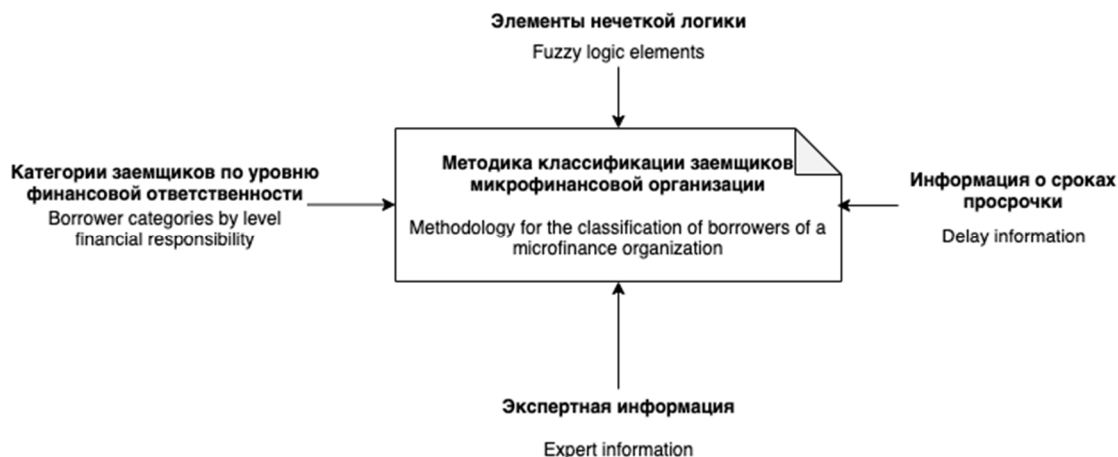 Элементы нечеткой логики
Fuzzy logic elements
Категории заемщиков по уровню
финансовой ответственности
Borrower categories by level
financial responsibility
Методика классификации заемщиков
микрофинансовой организации
Methodology for the classification of borrowers of a
microfinance organization
Информация о сроках
просрочки
Delay information
Экспертная информация
Expert information